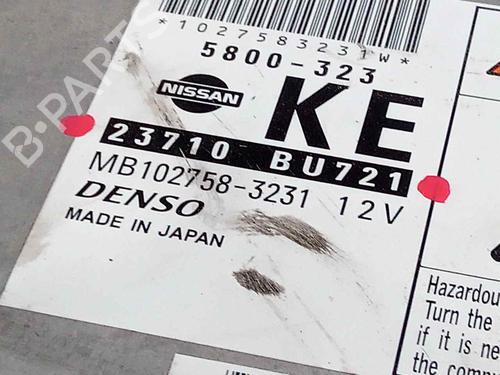 *1027583231W*
5800-323
NISSAN
KE
23710 BU721
MB102758-3231 12V
DENSO
MADE IN JAPAN
Hazardou
Turn the
if it is ne
the comp
B-PARTS